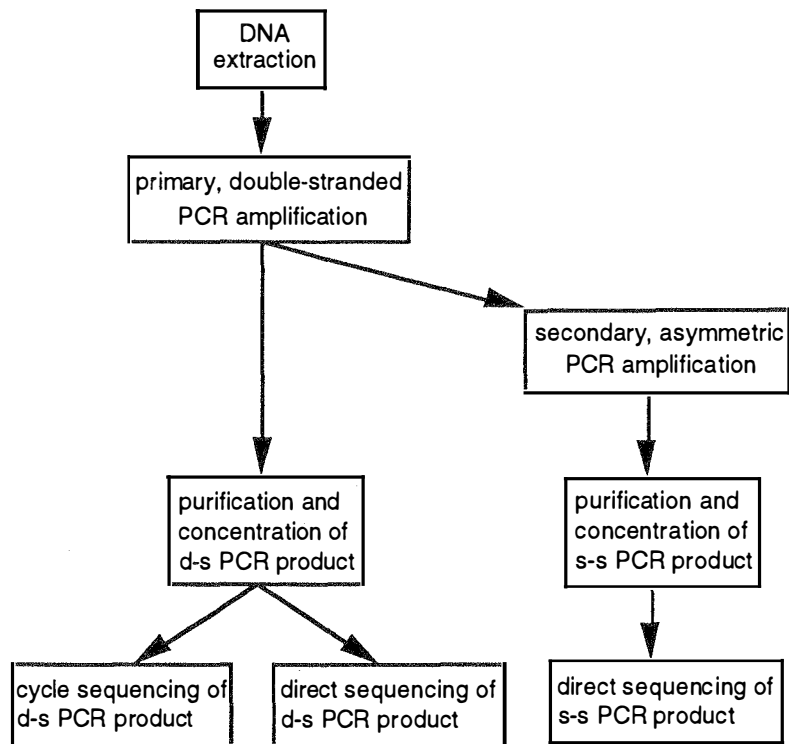 DNA
extraction
primary, double-stranded
PCR amplification
secondary, asymmetric
PCR amplification
purification and
concentration of
d-s PCR product
purification and
concentration of
s-s PCR product
cycle sequencing of
d-s PCR product
direct sequencing of
d-s PCR product
direct sequencing of
s-s PCR product